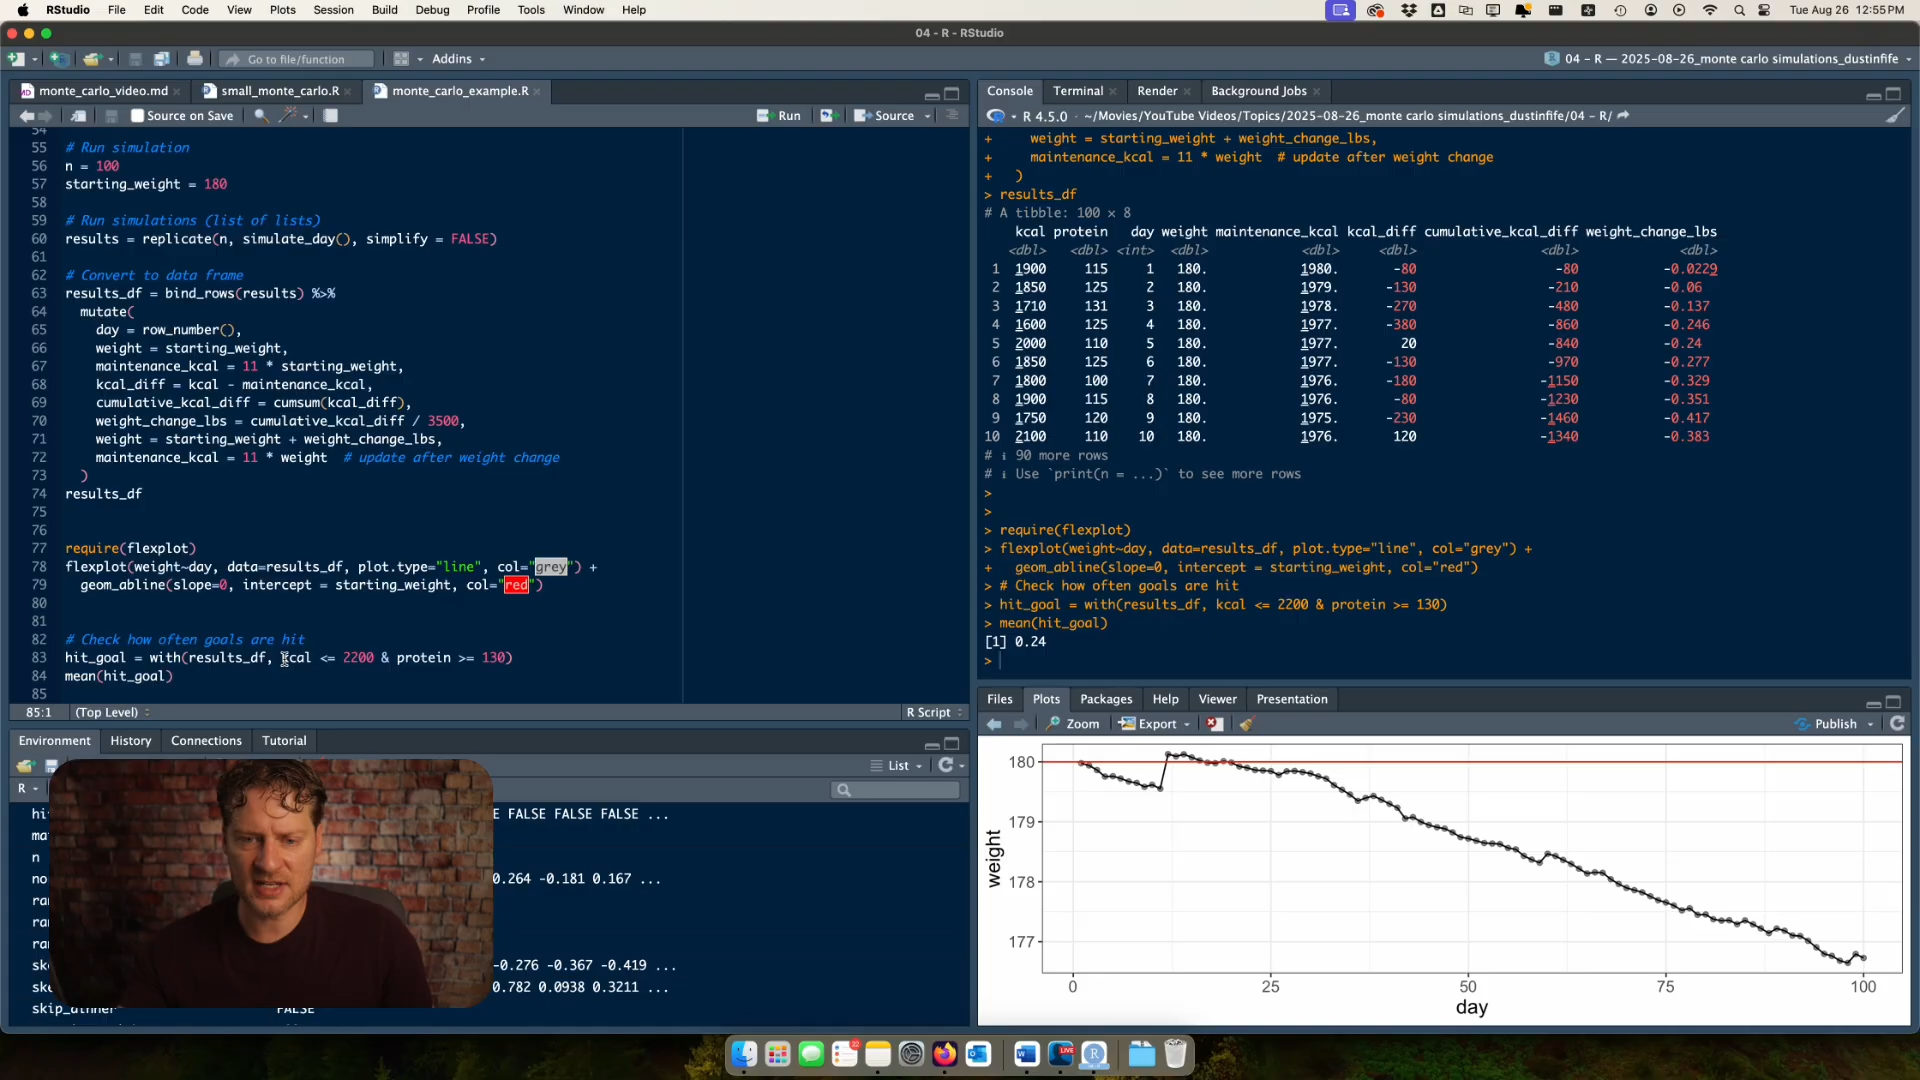 RStudio File Edit Code View Plots Session Build Debug Profile Tools Window Help Tue Aug 26 12:55 PM
04 - R - RStudio
Go to file/function Addins 04 - R — 2025-08-26_monte carlo simulations_dustinfife
monte_carlo_video.md small_monte_carlo.R monte_carlo_example.R
Source on Save Run Source
54
55 # Run simulation
56 n = 100
57 starting_weight = 180
58
59 # Run simulations (list of lists)
60 results = replicate(n, simulate_day(), simplify = FALSE)
61
62 # Convert to data frame
63 results_df = bind_rows(results) %>%
64 mutate(
65 day = row_number(),
66 weight = starting_weight,
67 maintenance_kcal = 11 * starting_weight,
68 kcal_diff = kcal - maintenance_kcal,
69 cumulative_kcal_diff = cumsum(kcal_diff),
70 weight_change_lbs = cumulative_kcal_diff / 3500,
71 weight = starting_weight + weight_change_lbs,
72 maintenance_kcal = 11 * weight # update after weight change
73 )
74 results_df
75
76
77 require(flexplot)
78 flexplot(weight~day, data=results_df, plot.type="line", col="grey") +
79 geom_abline(slope=0, intercept = starting_weight, col="red")
80
81
82 # Check how often goals are hit
83 hit_goal = with(results_df, kcal <= 2200 & protein >= 130)
84 mean(hit_goal)
85
85:1 (Top Level) R Script
Environment History Connections Tutorial
List
R
hi E FALSE FALSE FALSE ...
ma
n
no 0.264 -0.181 0.167 ...
ra
ra
ra
sk -0.276 -0.367 -0.419 ...
sk 0.782 0.0938 0.3211 ...
skip_dinner FALSE
Console Terminal Render Background Jobs
R 4.5.0 · ~/Movies/YouTube Videos/Topics/2025-08-26_monte carlo simulations_dustinfife/04 - R/
+ weight = starting_weight + weight_change_lbs,
+ maintenance_kcal = 11 * weight # update after weight change
+ )
> results_df
# A tibble: 100 × 8
kcal protein day weight maintenance_kcal kcal_diff cumulative_kcal_diff weight_change_lbs
<dbl> <dbl> <int> <dbl> <dbl> <dbl> <dbl> <dbl>
1 1900 115 1 180. 1980. -80 -80 -0.0229
2 1850 125 2 180. 1979. -130 -210 -0.06
3 1710 131 3 180. 1978. -270 -480 -0.137
4 1600 125 4 180. 1977. -380 -860 -0.246
5 2000 110 5 180. 1977. 20 -840 -0.24
6 1850 125 6 180. 1977. -130 -970 -0.277
7 1800 100 7 180. 1976. -180 -1150 -0.329
8 1900 115 8 180. 1976. -80 -1230 -0.351
9 1750 120 9 180. 1975. -230 -1460 -0.417
10 2100 110 10 180. 1976. 120 -1340 -0.383
# ℹ 90 more rows
# ℹ Use `print(n = ...)` to see more rows
>
>
> require(flexplot)
> flexplot(weight~day, data=results_df, plot.type="line", col="grey") +
+ geom_abline(slope=0, intercept = starting_weight, col="red")
> # Check how often goals are hit
> hit_goal = with(results_df, kcal <= 2200 & protein >= 130)
> mean(hit_goal)
[1] 0.24
>
Files Plots Packages Help Viewer Presentation
Zoom Export Publish
180
179
178
177
weight
0 25 50 75 100
day
22
LIVE